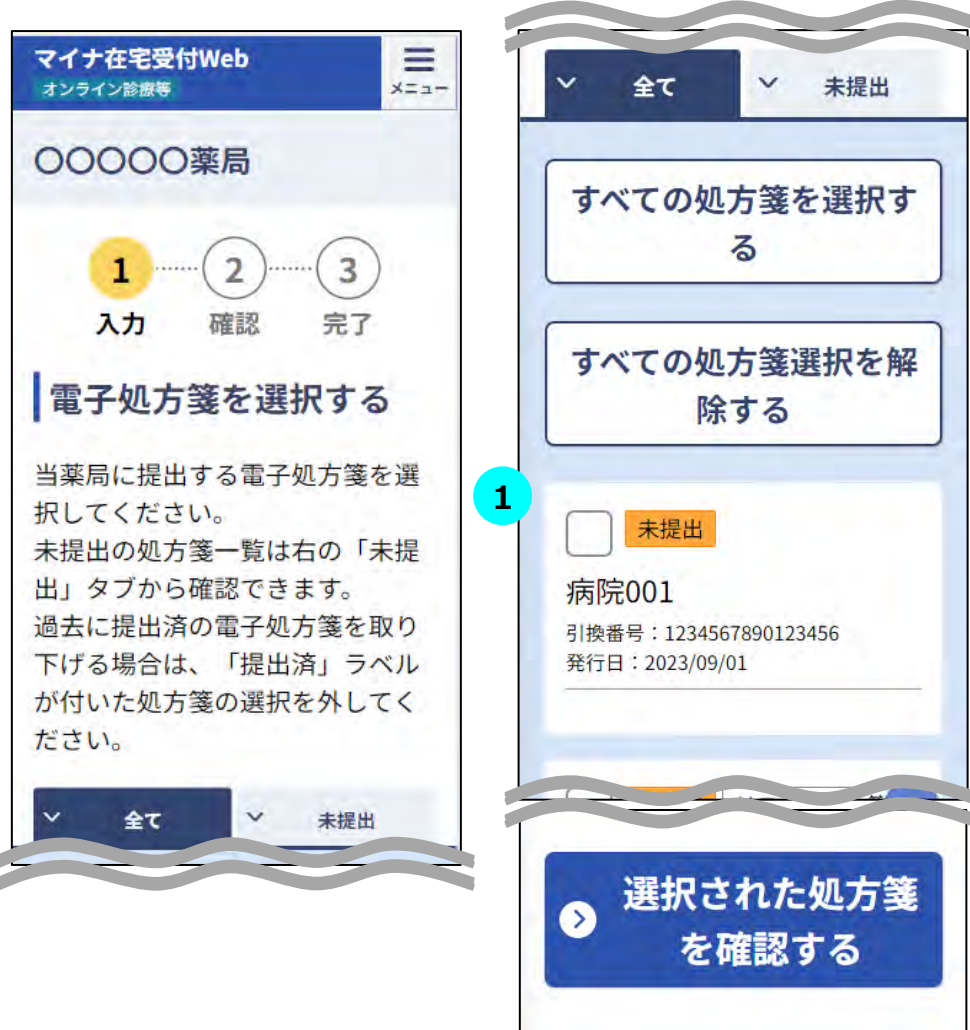 マイナ在宅受付Web
オンライン診療等
メニュー
〇〇〇〇〇薬局
1
2
3
入力
確認
完了
電子処方箋を選択する
当薬局に提出する電子処方箋を選
択してください。
未提出の処方箋一覧は右の「未提
出」タブから確認できます。
過去に提出済の電子処方箋を取り
下げる場合は、「提出済」ラベル
が付いた処方箋の選択を外してく
ださい。
全て
未提出
全て
未提出
すべての処方箋を選択す
る
すべての処方箋選択を解
除する
1
未提出
病院001
引換番号：1234567890123456
発行日：2023/09/01
選択された処方箋
を確認する